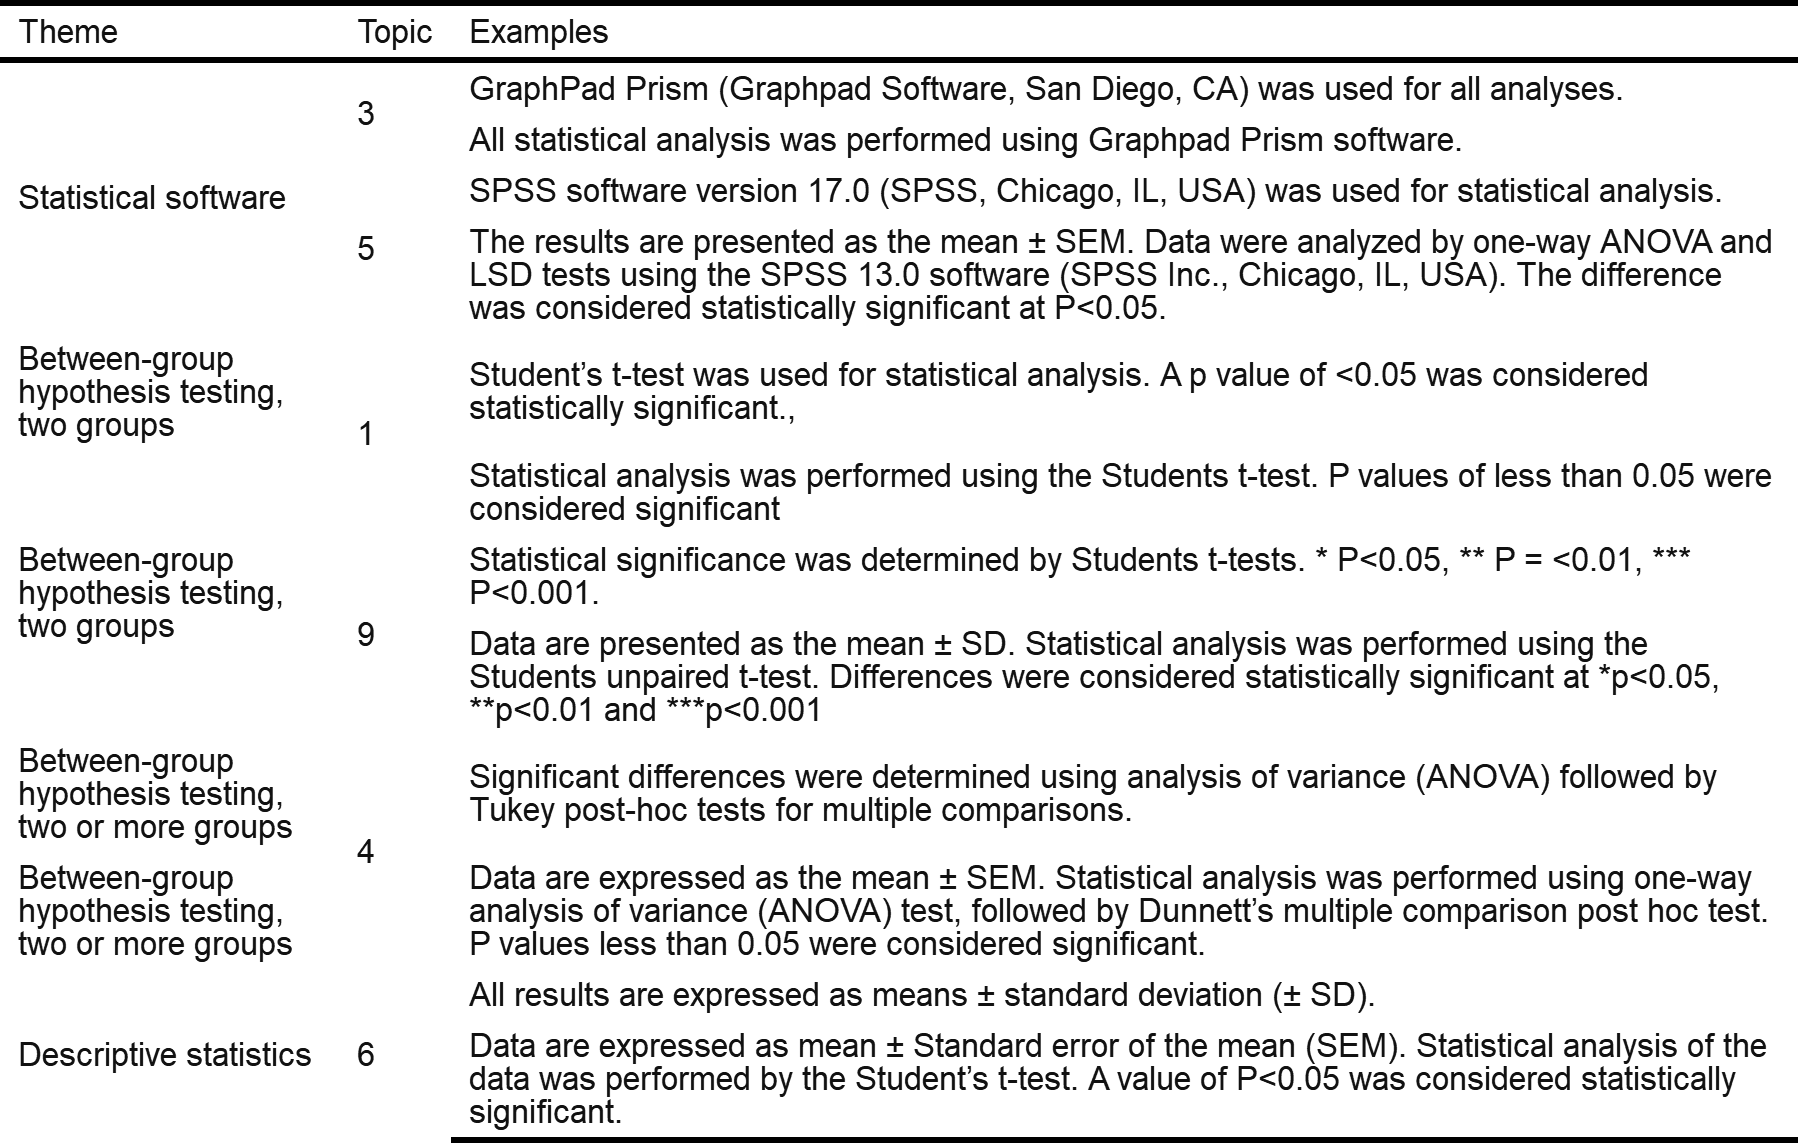 Theme Topic Examples
GraphPad Prism (Graphpad Software, San Diego, CA) was used for all analyses.
3
All statistical analysis was performed using Graphpad Prism software.
Statistical software
SPSS software version 17.0 (SPSS, Chicago, IL, USA) was used for statistical analysis.
5
The results are presented as the mean ± SEM. Data were analyzed by one-way ANOVA and
LSD tests using the SPSS 13.0 software (SPSS Inc., Chicago, IL, USA). The difference
was considered statistically significant at P<0.05.
Between-group
hypothesis testing,
two groups
1
Student’s t-test was used for statistical analysis. A p value of <0.05 was considered
statistically significant.,
Statistical analysis was performed using the Students t-test. P values of less than 0.05 were
considered significant
Between-group
hypothesis testing,
two groups
9
Statistical significance was determined by Students t-tests. * P<0.05, ** P = <0.01, ***
P<0.001.
Data are presented as the mean ± SD. Statistical analysis was performed using the
Students unpaired t-test. Differences were considered statistically significant at *p<0.05,
**p<0.01 and ***p<0.001
Between-group
hypothesis testing,
two or more groups
4
Significant differences were determined using analysis of variance (ANOVA) followed by
Tukey post-hoc tests for multiple comparisons.
Between-group
hypothesis testing,
two or more groups
Data are expressed as the mean ± SEM. Statistical analysis was performed using one-way
analysis of variance (ANOVA) test, followed by Dunnett’s multiple comparison post hoc test.
P values less than 0.05 were considered significant.
All results are expressed as means ± standard deviation (± SD).
Descriptive statistics 6
Data are expressed as mean ± Standard error of the mean (SEM). Statistical analysis of the
data was performed by the Student’s t-test. A value of P<0.05 was considered statistically
significant.